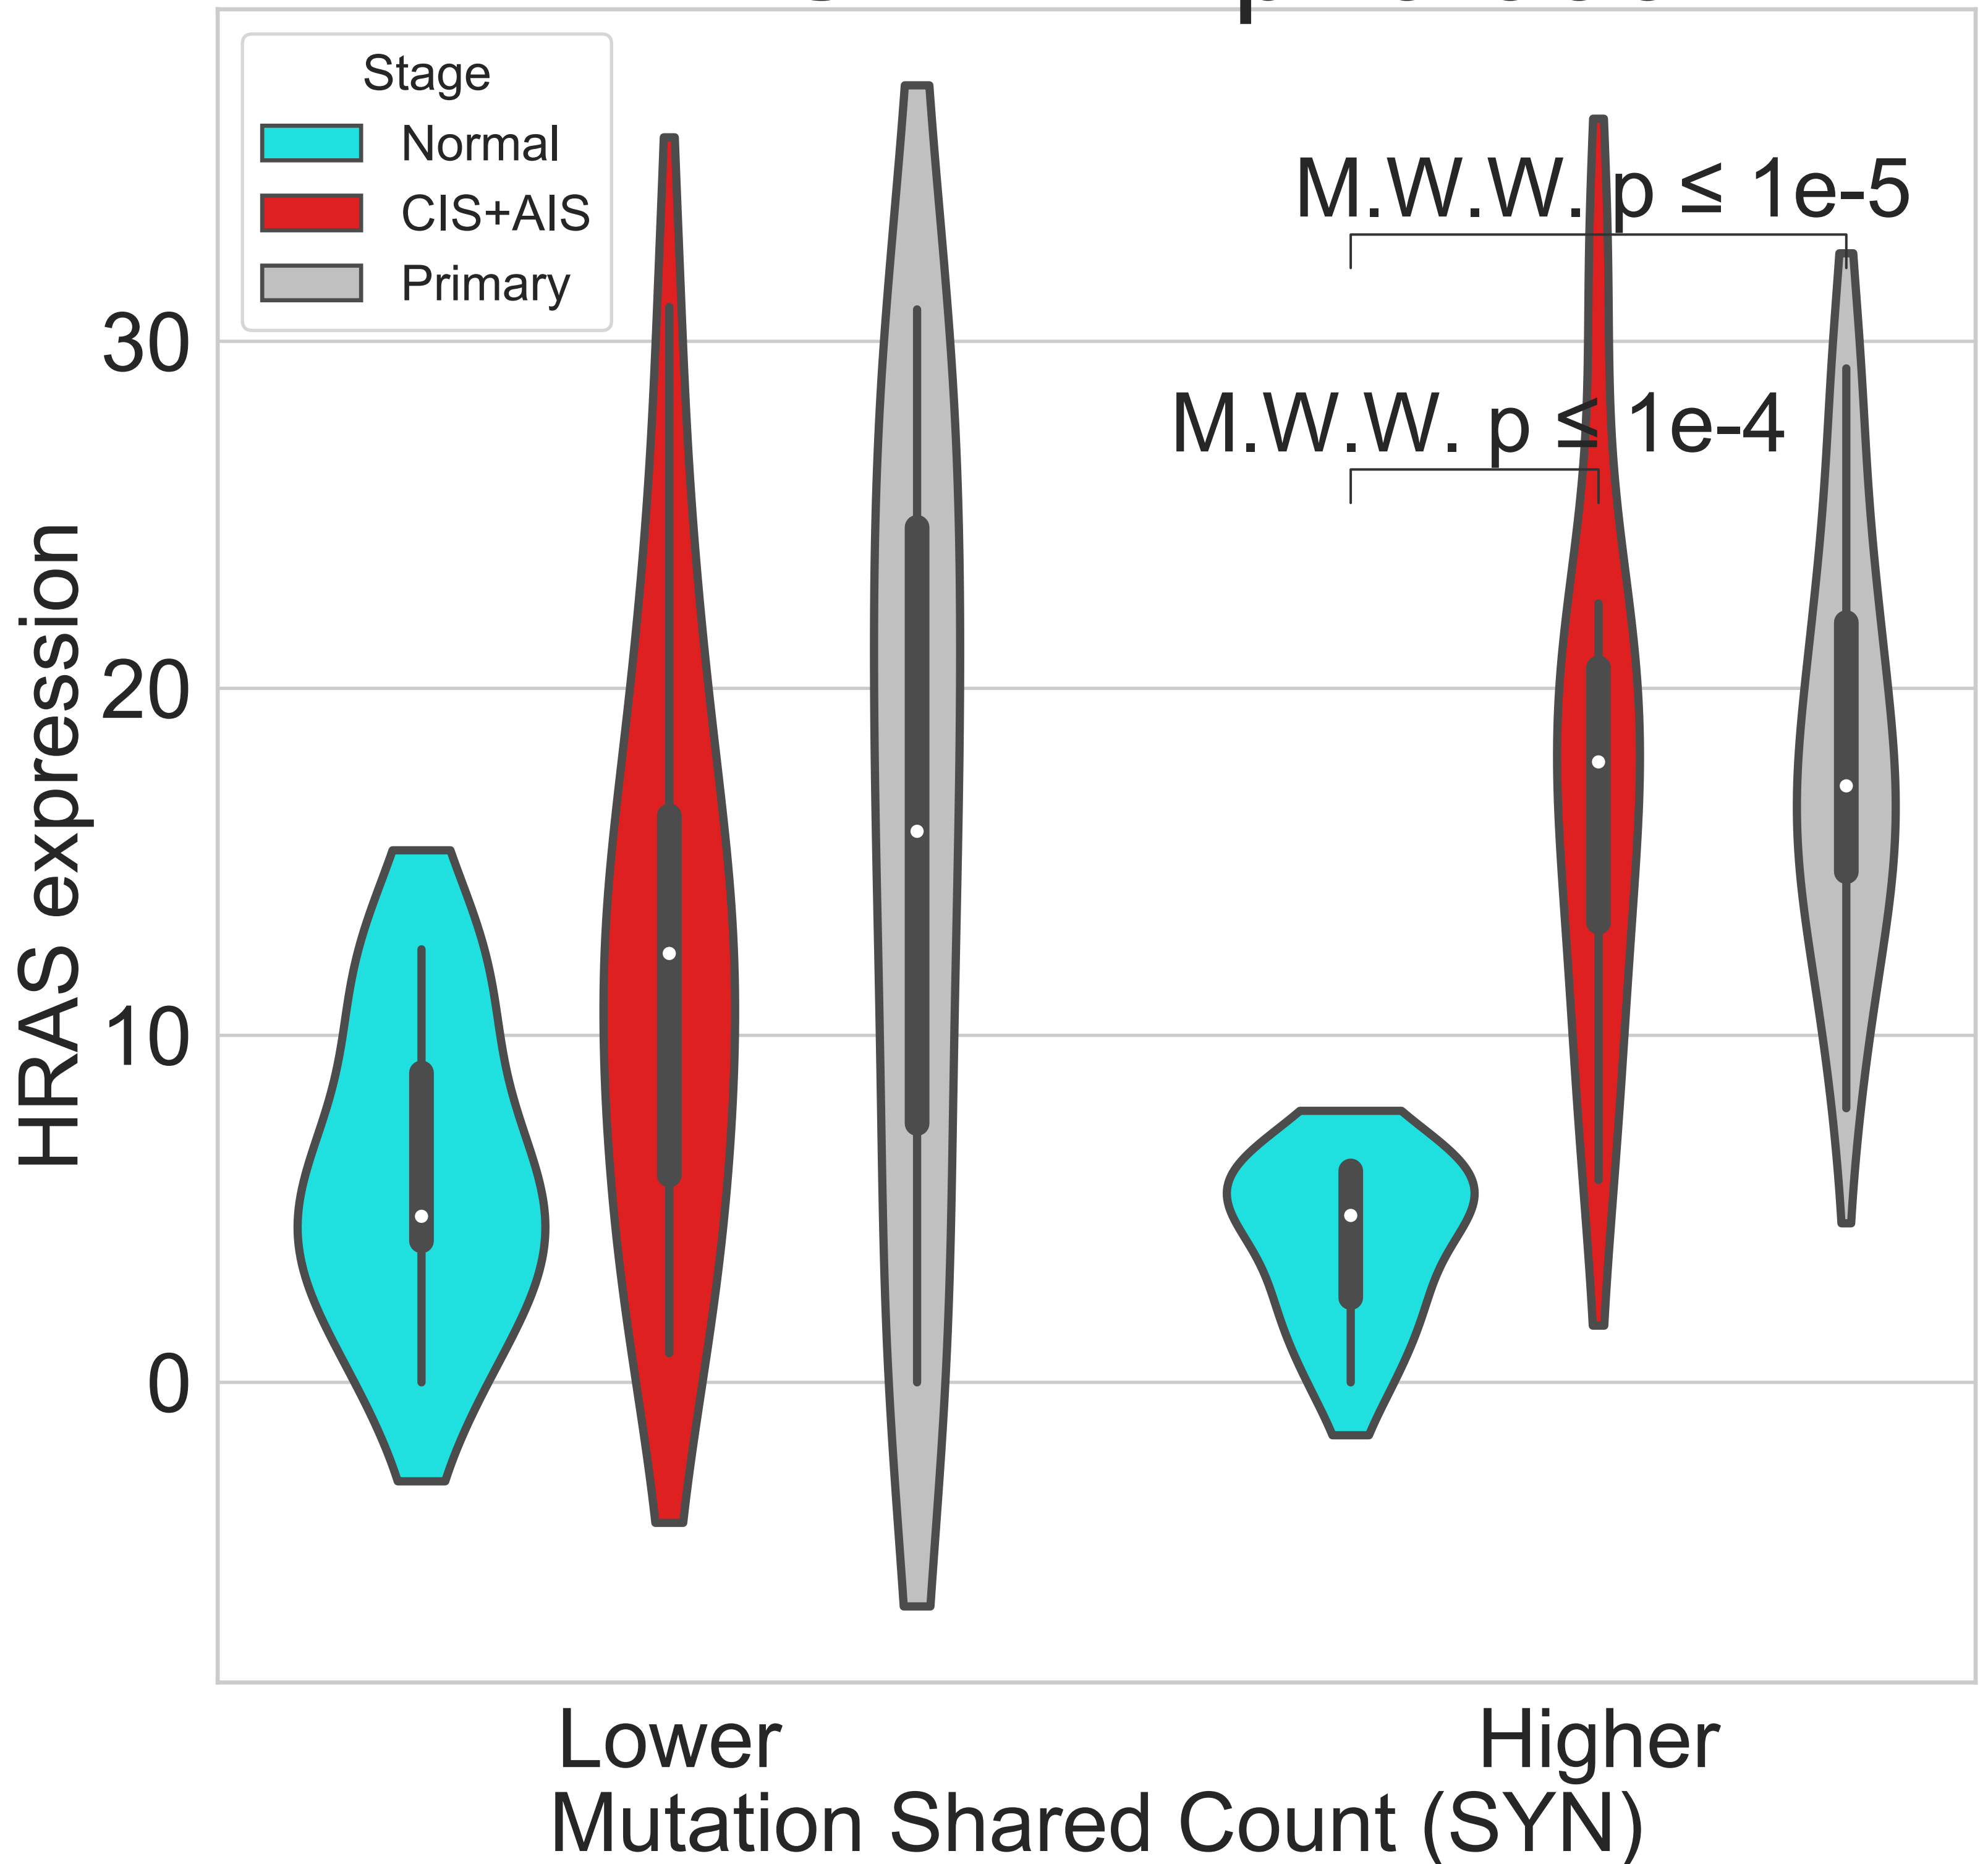 Stage
Normal
CIS+AIS
Primary
M.W.W. p ≤ 1e-5
M.W.W. p ≤ 1e-4
HRAS expression
30
20
10
0
Lower
Higher
Mutation Shared Count (SYN)